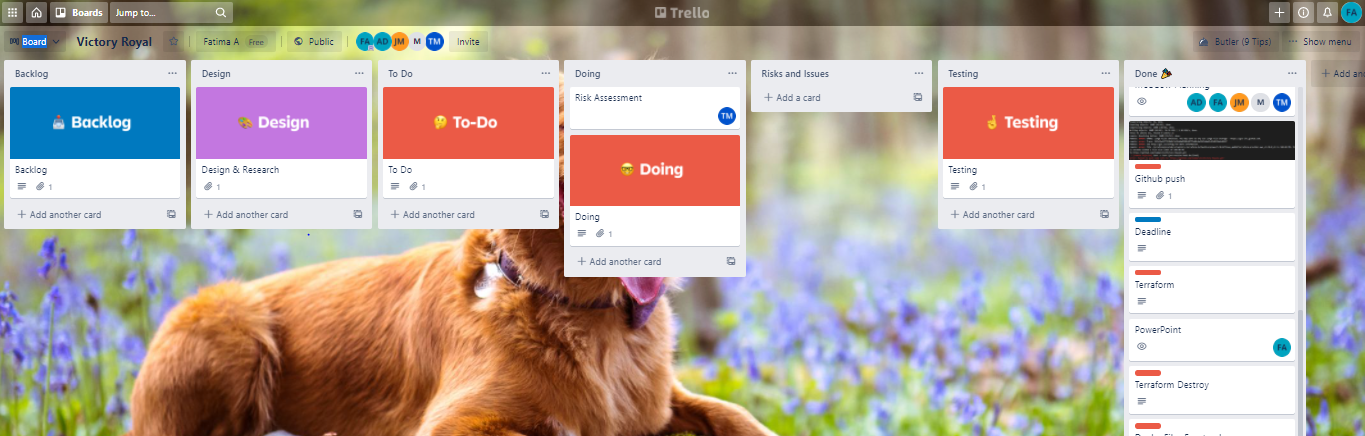 Boards
Jump to...
Trello
FA
Board
Victory Royal
Fatima A
Free
Public
FA AD JM M TM
Invite
Butler (9 Tips)
Show menu
Backlog
Backlog
Backlog
1
+ Add another card
Design
Design
Design & Research
1
+ Add another card
To Do
To-Do
To Do
1
+ Add another card
Doing
Risk Assessment
TM
Doing
Doing
1
+ Add another card
Risks and Issues
+ Add a card
Testing
Testing
Testing
1
+ Add another card
Done
AD FA JM M TM
Github push
1
Deadline
Terraform
PowerPoint
FA
Terraform Destroy
+ Add an